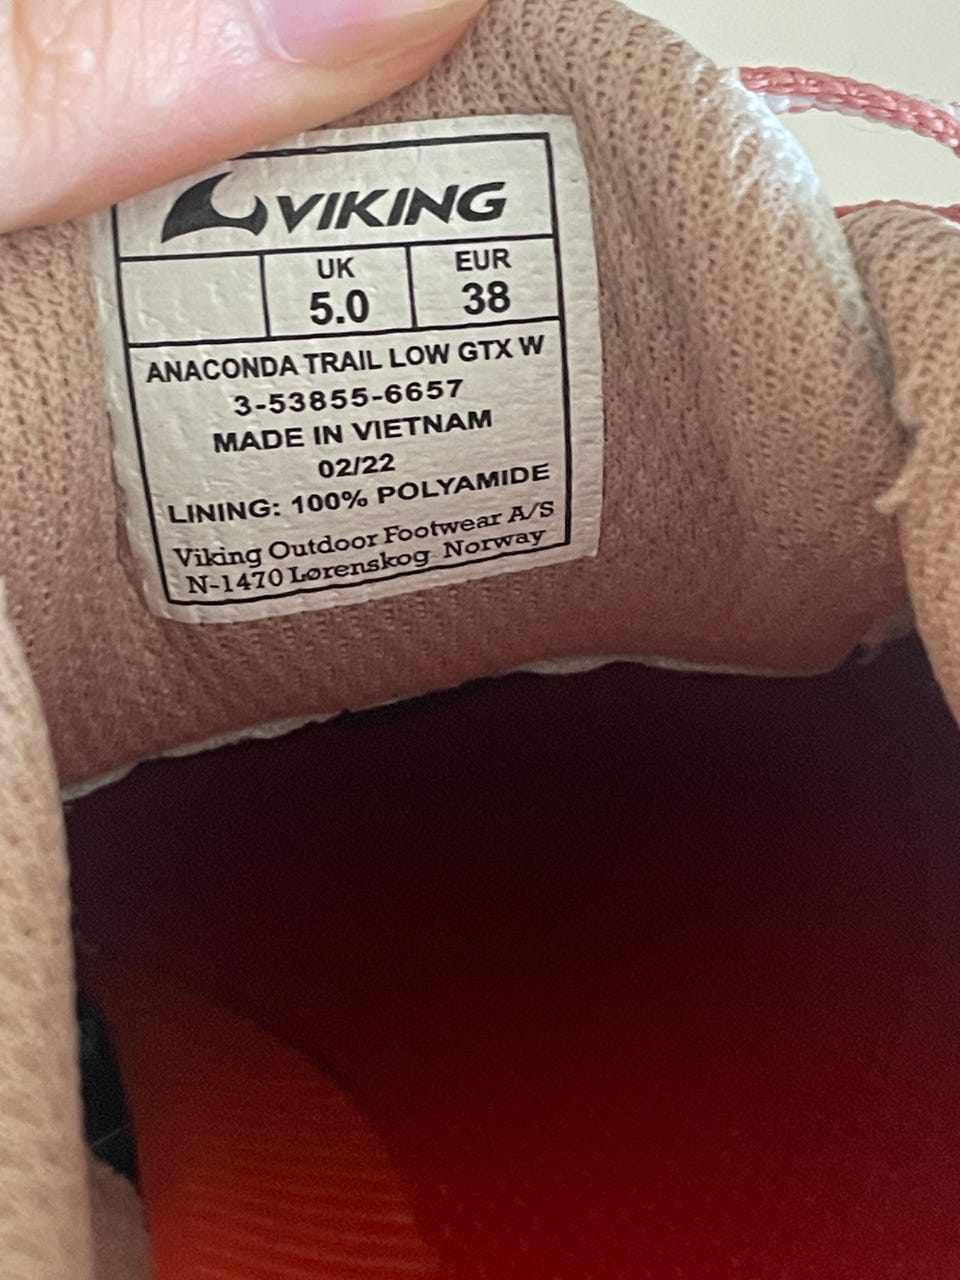 VIKING
UK EUR
5.0 38
ANACONDA TRAIL LOW GTX W
3-53855-6657
MADE IN VIETNAM
02/22
LINING: 100% POLYAMIDE
Viking Outdoor Footwear A/S
N-1470 Lørenskog Norway